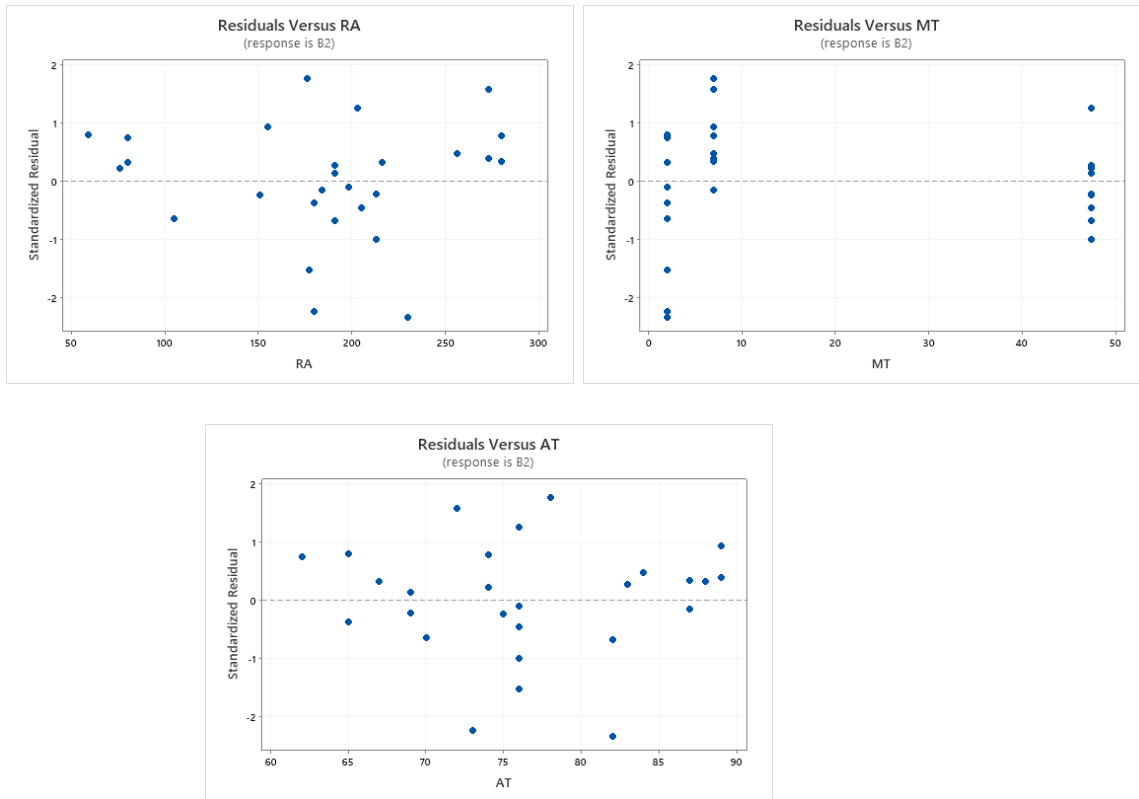 Residuals Versus RA
(response is B2)
Standardized Residual
2
1
0
-1
-2
50 100 150 200 250 300
RA
Residuals Versus MT
(response is B2)
Standardized Residual
2
1
0
-1
-2
0 10 20 30 40 50
MT
Residuals Versus AT
(response is B2)
Standardized Residual
2
1
0
-1
-2
60 65 70 75 80 85 90
AT